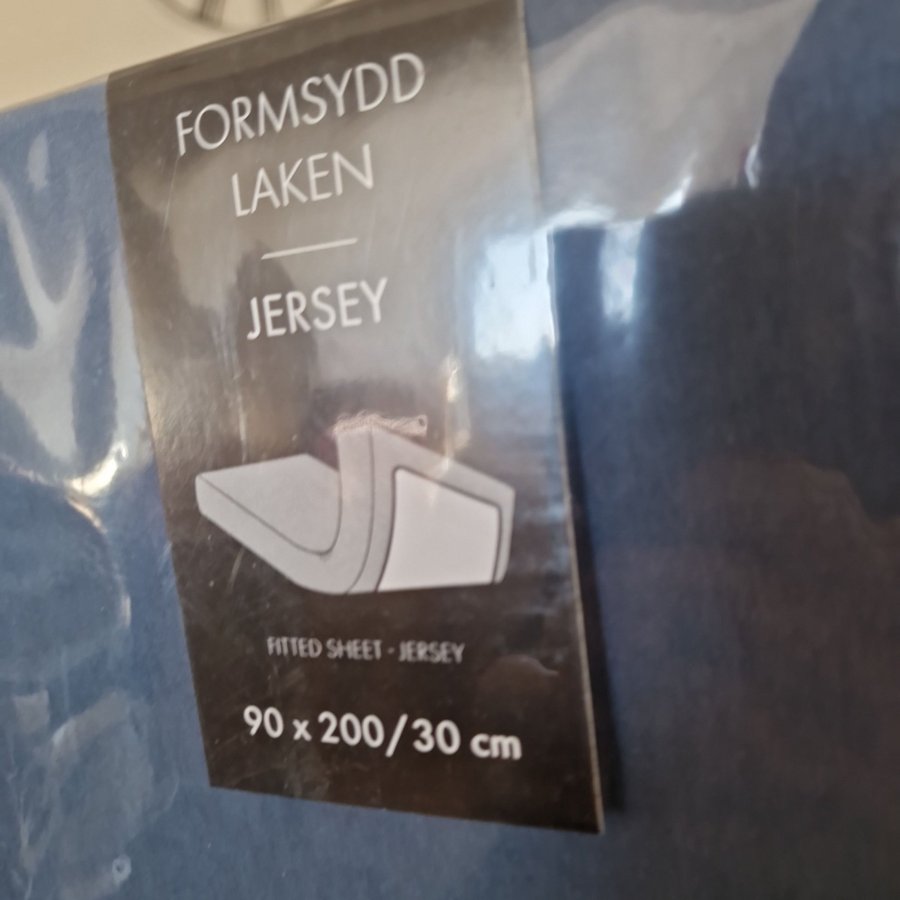 FORMSYDD
LAKEN
JERSEY
FITTED SHEET - JERSEY
90 x 200/30 cm